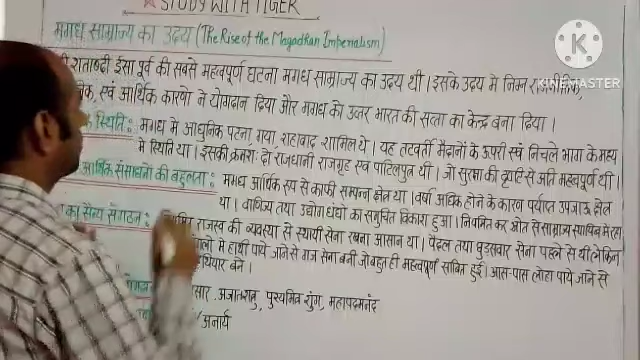 STUDY WITH TIGER
मगध साम्राज्य का उदय (The Rise of the Magadhan Imperialism)
शताब्दी ईसा पूर्व की सबसे महत्वपूर्ण घटना मगध साम्राज्य का उदय थी। इसके उदय में निम्न
एवं आर्थिक कारणों ने योगदान दिया और मगध को उत्तर भारत की सत्ता का केन्द्र बना दिया।
स्थिति : मगध में आधुनिक पटना, गया, शाहाबाद शामिल थे। यह तटवर्ती मैदानों के ऊपरी एवं निचले भाग के मध्य
में स्थित था। इसकी क्रमशः दो राजधानी राजगृह एवं पाटलिपुत्र थी। जो सुरक्षा की दृष्टि से अति महत्वपूर्ण थी।
आर्थिक संसाधनों की बहुलता : मगध आर्थिक रूप से काफी सम्पन्न क्षेत्र था। वर्षा अधिक होने के कारण पर्याप्त उपजाऊ क्षेत्र
था। वाणिज्य तथा उद्योग धंधों का समुचित विकास हुआ। नियमित कर स्रोत से साम्राज्य
का सैन्य संगठन : राजस्व की व्यवस्था से स्थायी सेना रखना आसान था। पैदल तथा घुड़सवार सेना पहले से थी लेकिन
में हाथी पाये जाने से गज सेना बनी जो बहुत ही महत्वपूर्ण साबित हुई। आस-पास लोहा पाये जाने से
हथियार बने।
अजातशत्रु, पुष्यमित्र शुंग, महापद्मनंद
अनार्य
KINEMASTER